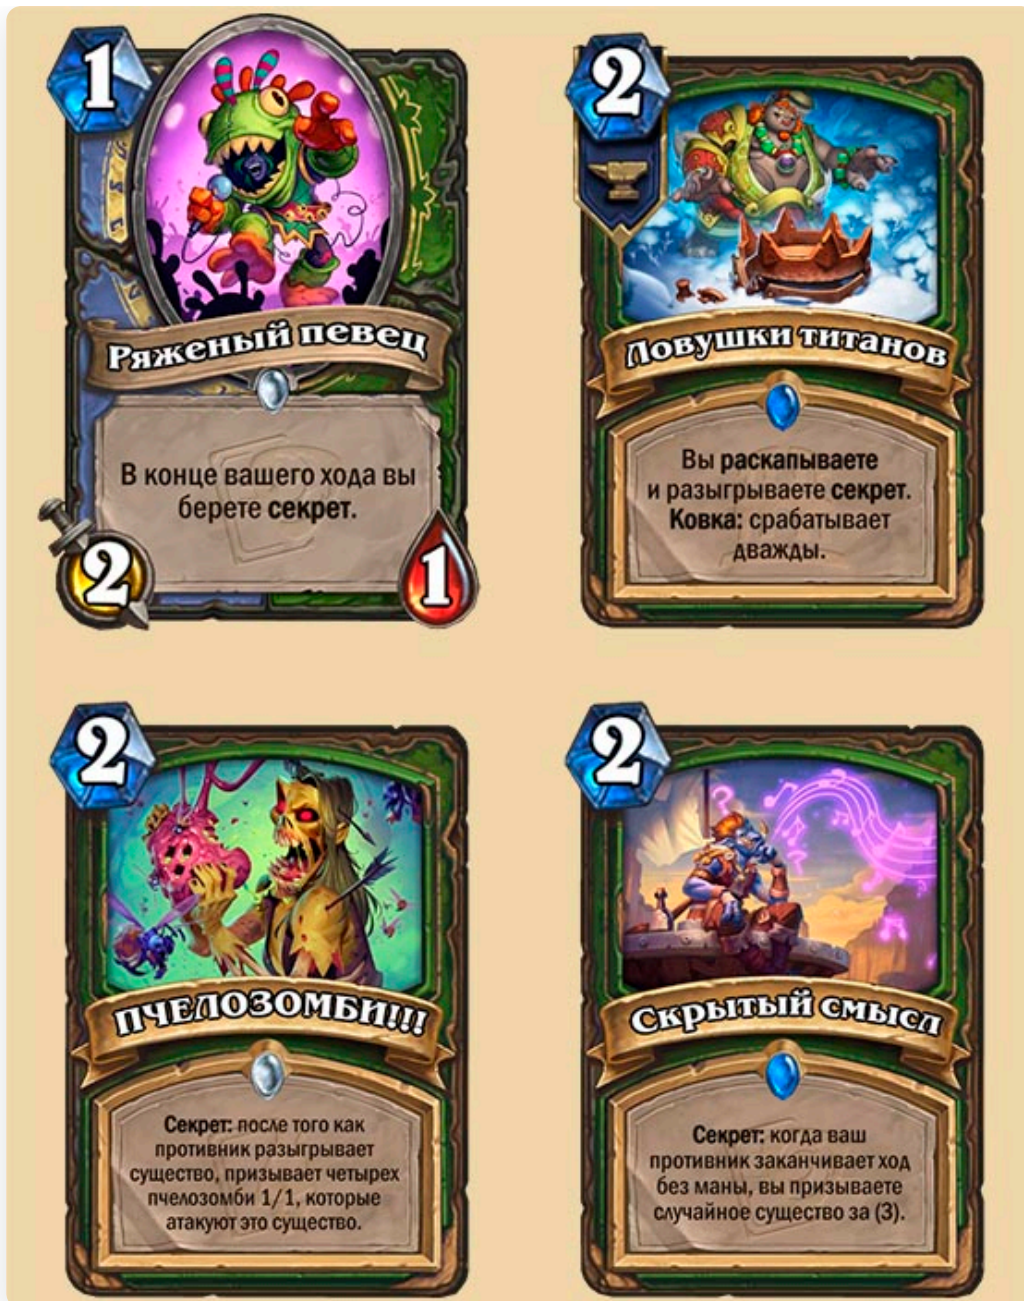 1
Ряженый певец
В конце вашего хода вы
берете секрет.
2
1
2
Ловушки титанов
Вы раскапываете
и разыгрываете секрет.
Ковка: срабатывает
дважды.
2
ПЧЕЛОЗОМБИ!!!
Секрет: после того как
противник разыгрывает
существо, призывает четырех
пчелозомби 1/1, которые
атакуют это существо.
2
Скрытый смысл
Секрет: когда ваш
противник заканчивает ход
без маны, вы призываете
случайное существо за (3).